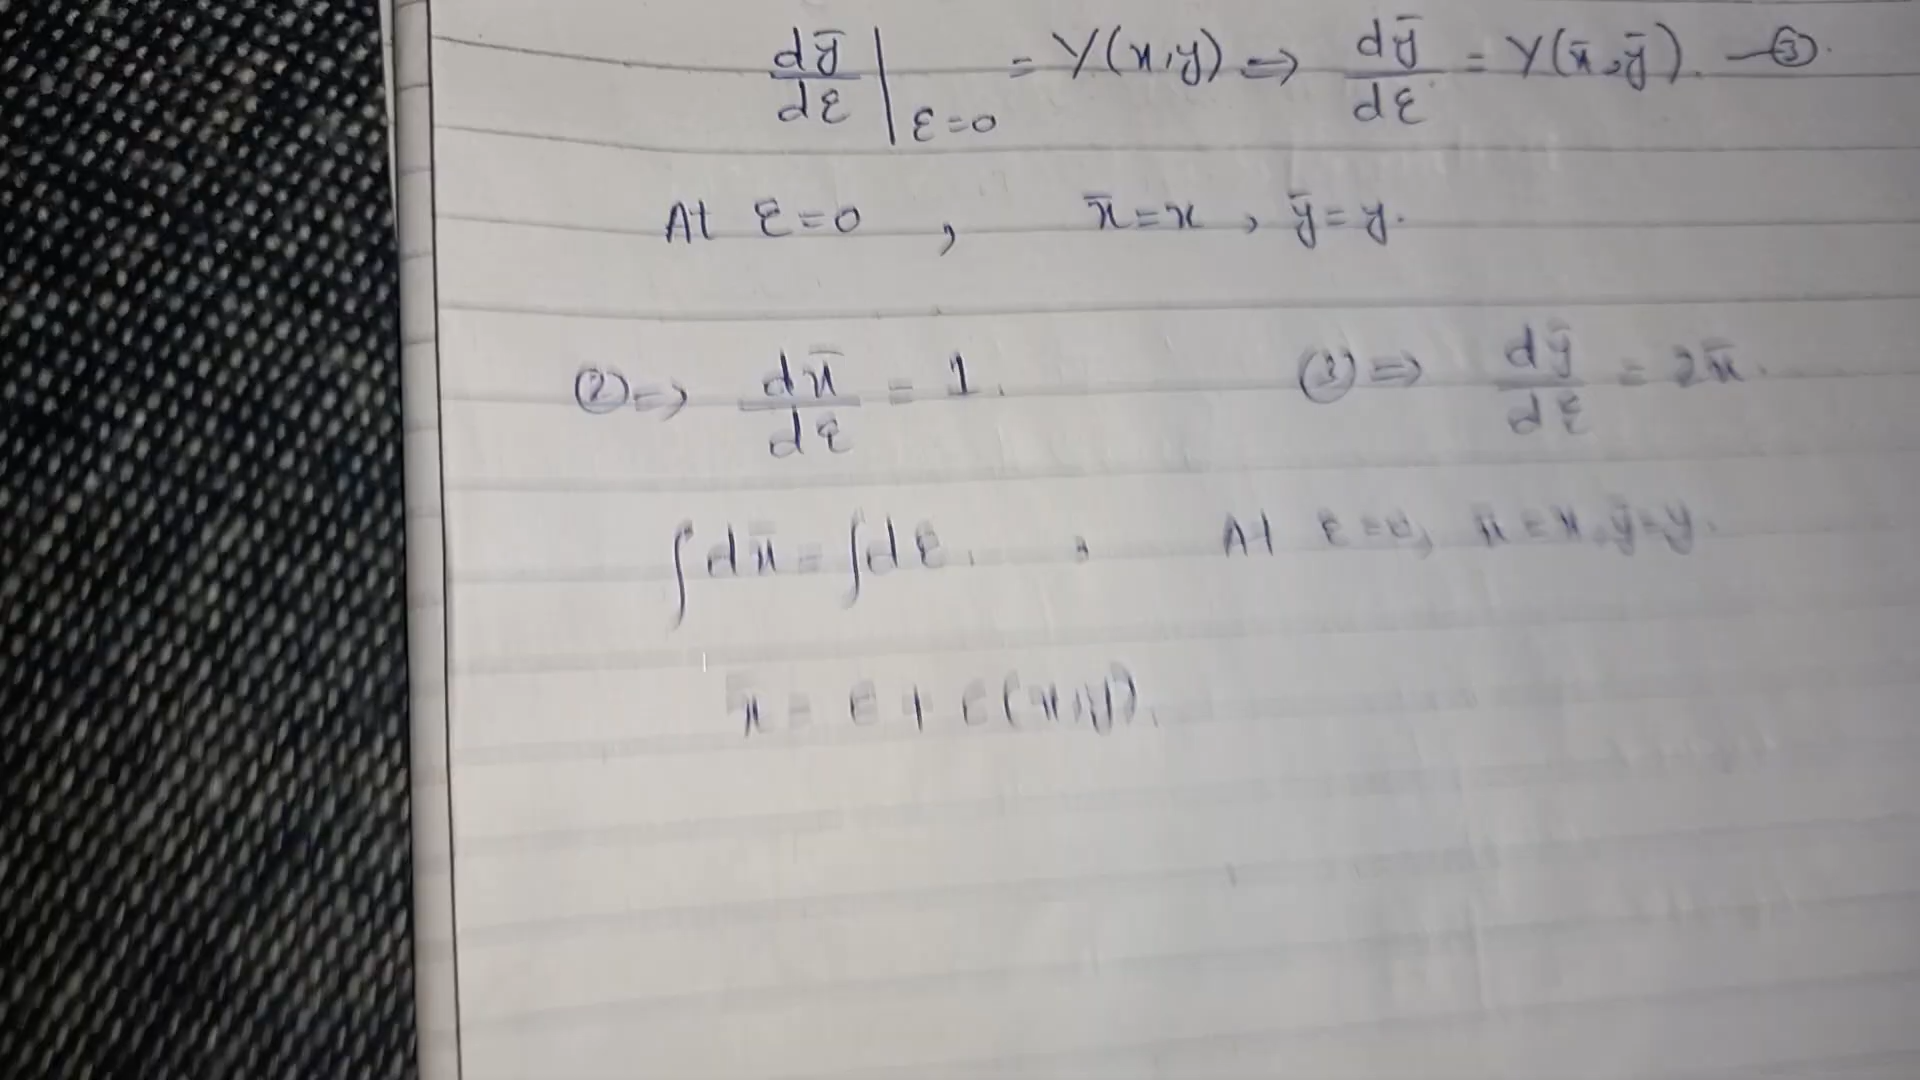 dȳ/dε |ε=0 = Y(x,y) ⇒ dȳ/dε = Y(x̄,ȳ). —③.
At ε=0 , x̄=x , ȳ=y.
②⇒ dx̄/dε = 1. (3)⇒ dȳ/dε = 2x̄.
∫dx̄ = ∫dε. , At ε=0, x̄=x, ȳ=y.
x̄ = ε + c(x,y).